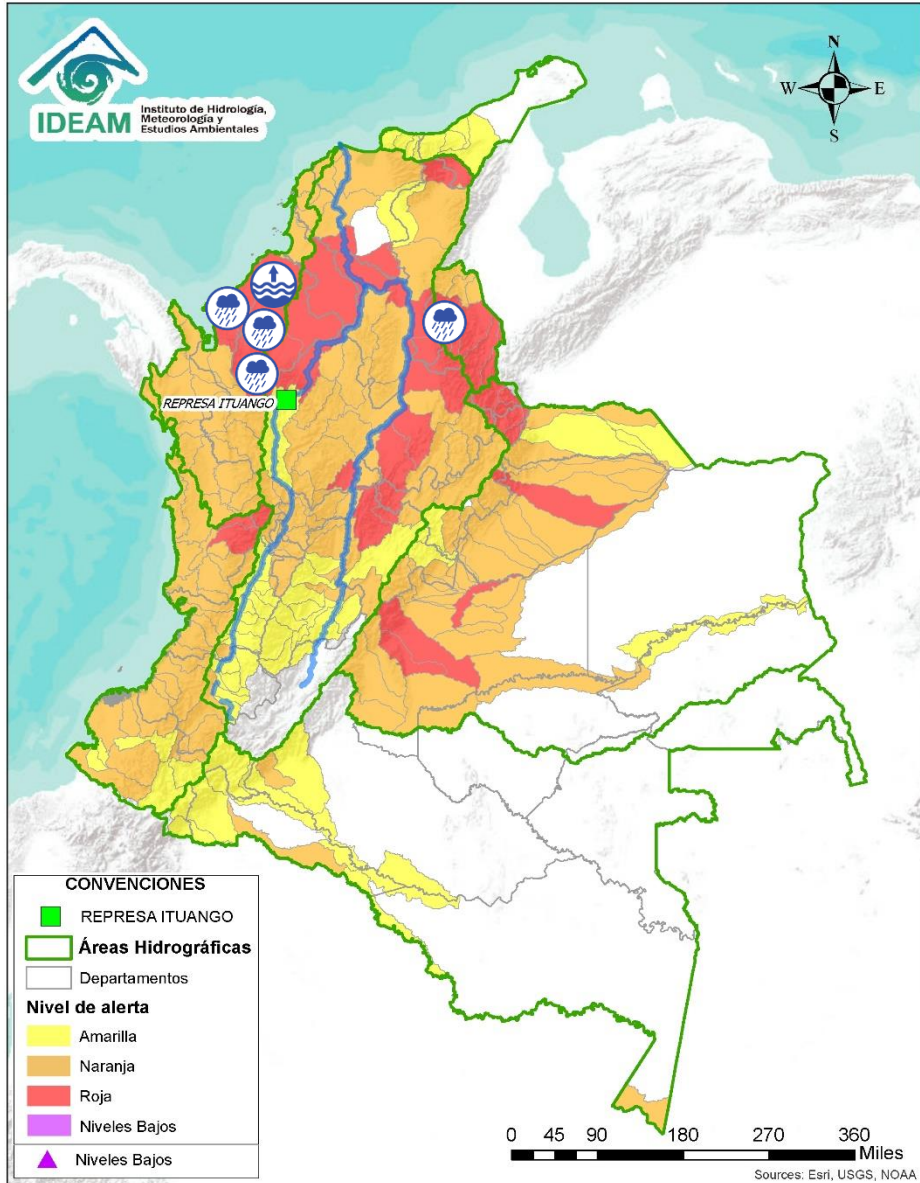 IDEAM
Instituto de Hidrología,
Meteorología y
Estudios Ambientales
N
W
E
S
REPRESA ITUANGO
CONVENCIONES
REPRESA ITUANGO
Áreas Hidrográficas
Departamentos
Nivel de alerta
Amarilla
Naranja
Roja
Niveles Bajos
Niveles Bajos
0 45 90 180 270 360
Miles
Sources: Esri, USGS, NOAA